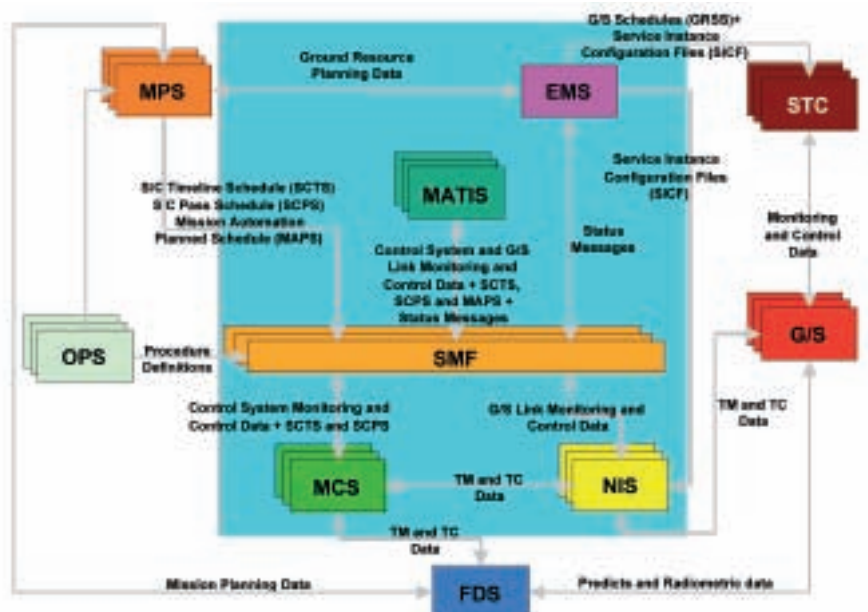 G/S Schedules (GRSS)+
Service Instance
Configuration Files (SICF)
Ground Resource
Planning Data
MPS
EMS
STC
Service Instance
Configuration Files
(SICF)
S/C Timeline Schedule (SCTS)
S/C Pass Schedule (SCPS)
Mission Automation
Planned Schedule (MAPS)
MATIS
Status
Messages
Monitoring
and Control
Data
Control System and G/S
Link Monitoring and
Control Data + SCTS,
SCPS and MAPS +
Status Messages
OPS
Procedure
Definitions
SMF
G/S
Control System Monitoring and
Control Data + SCTS and SCPS
G/S Link Monitoring and
Control Data
TM and TC
Data
MCS
TM and TC
Data
NIS
TM and TC
Data
Mission Planning Data
FDS
Predicts and Radiometric data